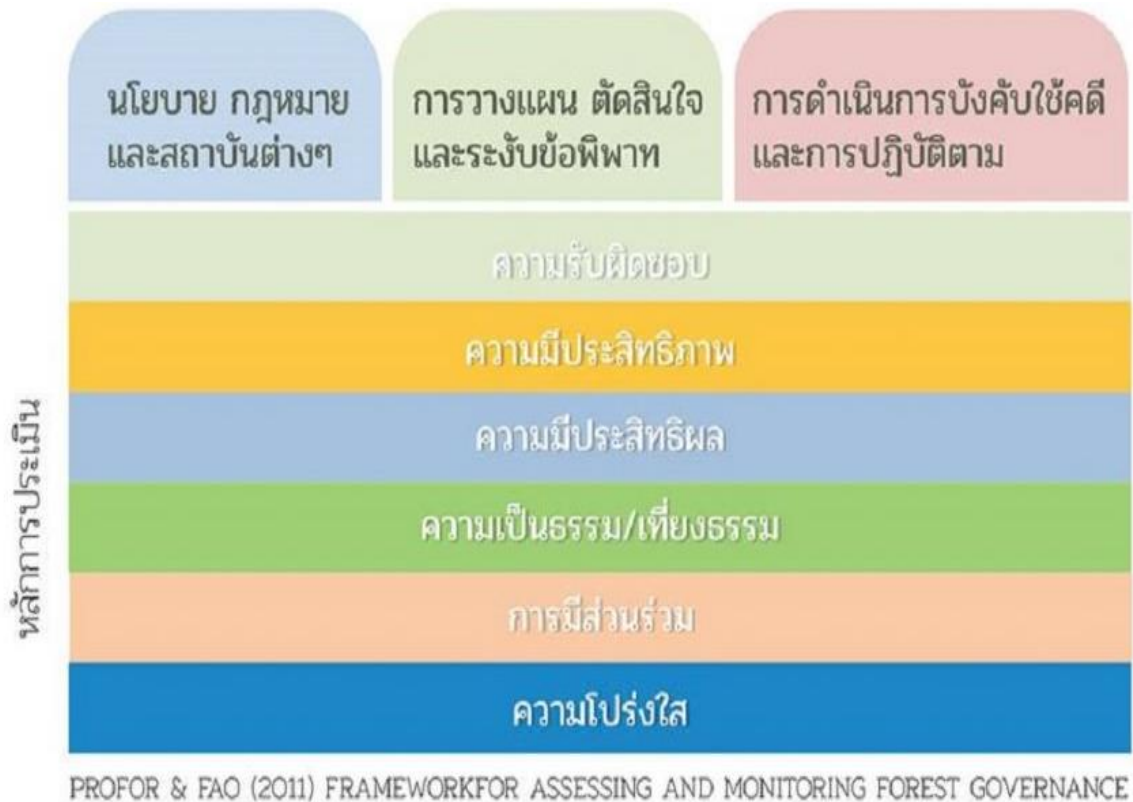 นโยบาย กฎหมาย
และสถาบันต่างๆ
การวางแผน ตัดสินใจ
และระงับข้อพิพาท
การดำเนินการบังคับใช้คดี
และการปฏิบัติตาม
หลักการประเมิน
ความรับผิดชอบ
ความมีประสิทธิภาพ
ความมีประสิทธิผล
ความเป็นธรรม/เที่ยงธรรม
การมีส่วนร่วม
ความโปร่งใส
PROFOR & FAO (2011) FRAMEWORKFOR ASSESSING AND MONITORING FOREST GOVERNANCE